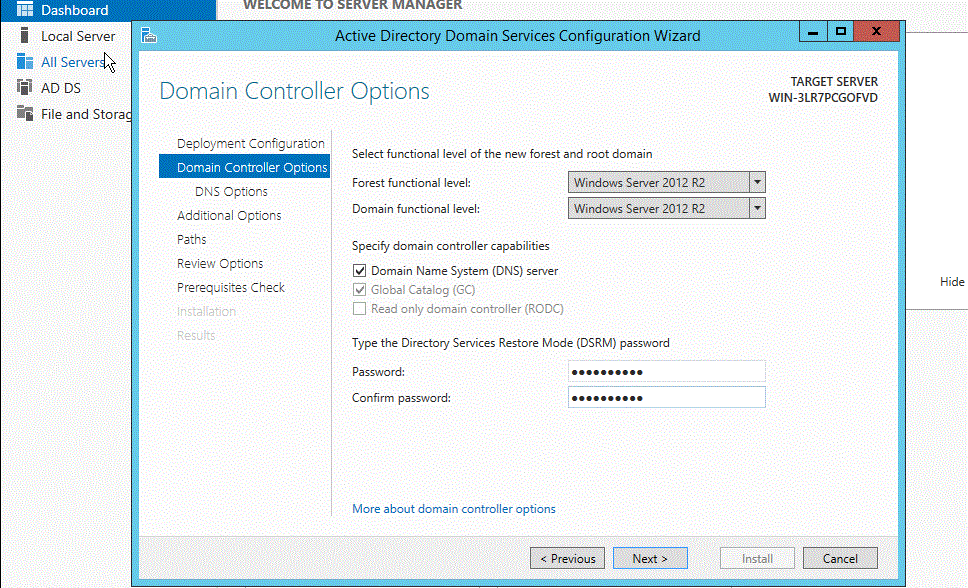 Dashboard
WELCOME TO SERVER MANAGER
Local Server
All Servers
AD DS
File and Storag
Active Directory Domain Services Configuration Wizard
Domain Controller Options
TARGET SERVER
WIN-3LR7PCGOFVD
Deployment Configuration
Domain Controller Options
DNS Options
Additional Options
Paths
Review Options
Prerequisites Check
Installation
Results
Select functional level of the new forest and root domain
Forest functional level: Windows Server 2012 R2
Domain functional level: Windows Server 2012 R2
Specify domain controller capabilities
Domain Name System (DNS) server
Global Catalog (GC)
Read only domain controller (RODC)
Type the Directory Services Restore Mode (DSRM) password
Password: ●●●●●●●●●●
Confirm password: ●●●●●●●●●●
More about domain controller options
Hide
< Previous Next > Install Cancel